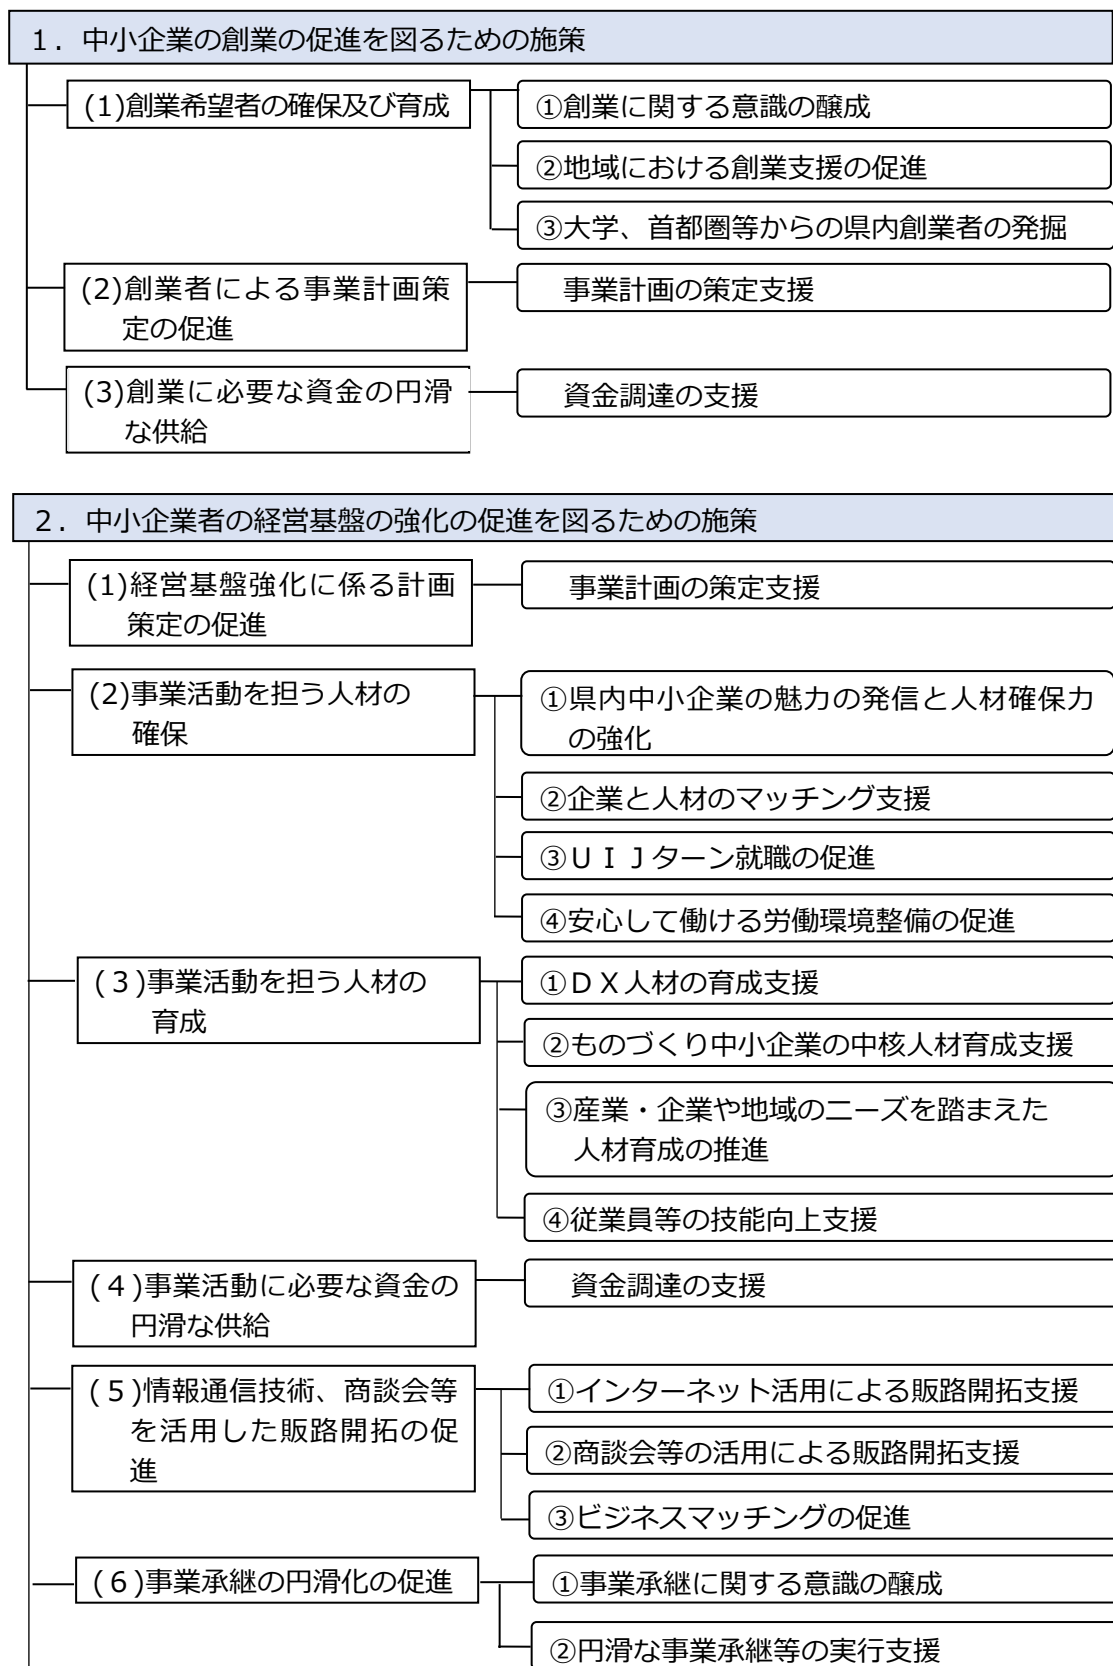 １．中小企業の創業の促進を図るための施策
(1)創業希望者の確保及び育成
①創業に関する意識の醸成
②地域における創業支援の促進
③大学、首都圏等からの県内創業者の発掘
(2)創業者による事業計画策
定の促進
事業計画の策定支援
(3)創業に必要な資金の円滑
な供給
資金調達の支援
２．中小企業者の経営基盤の強化の促進を図るための施策
(1)経営基盤強化に係る計画
策定の促進
事業計画の策定支援
(2)事業活動を担う人材の
確保
①県内中小企業の魅力の発信と人材確保力
の強化
②企業と人材のマッチング支援
③ＵＩＪターン就職の促進
④安心して働ける労働環境整備の促進
(３)事業活動を担う人材の
育成
①ＤＸ人材の育成支援
②ものづくり中小企業の中核人材育成支援
③産業・企業や地域のニーズを踏まえた
人材育成の推進
④従業員等の技能向上支援
(４)事業活動に必要な資金の
円滑な供給
資金調達の支援
(５)情報通信技術、商談会等
を活用した販路開拓の促
進
①インターネット活用による販路開拓支援
②商談会等の活用による販路開拓支援
③ビジネスマッチングの促進
(６)事業承継の円滑化の促進
①事業承継に関する意識の醸成
②円滑な事業承継等の実行支援